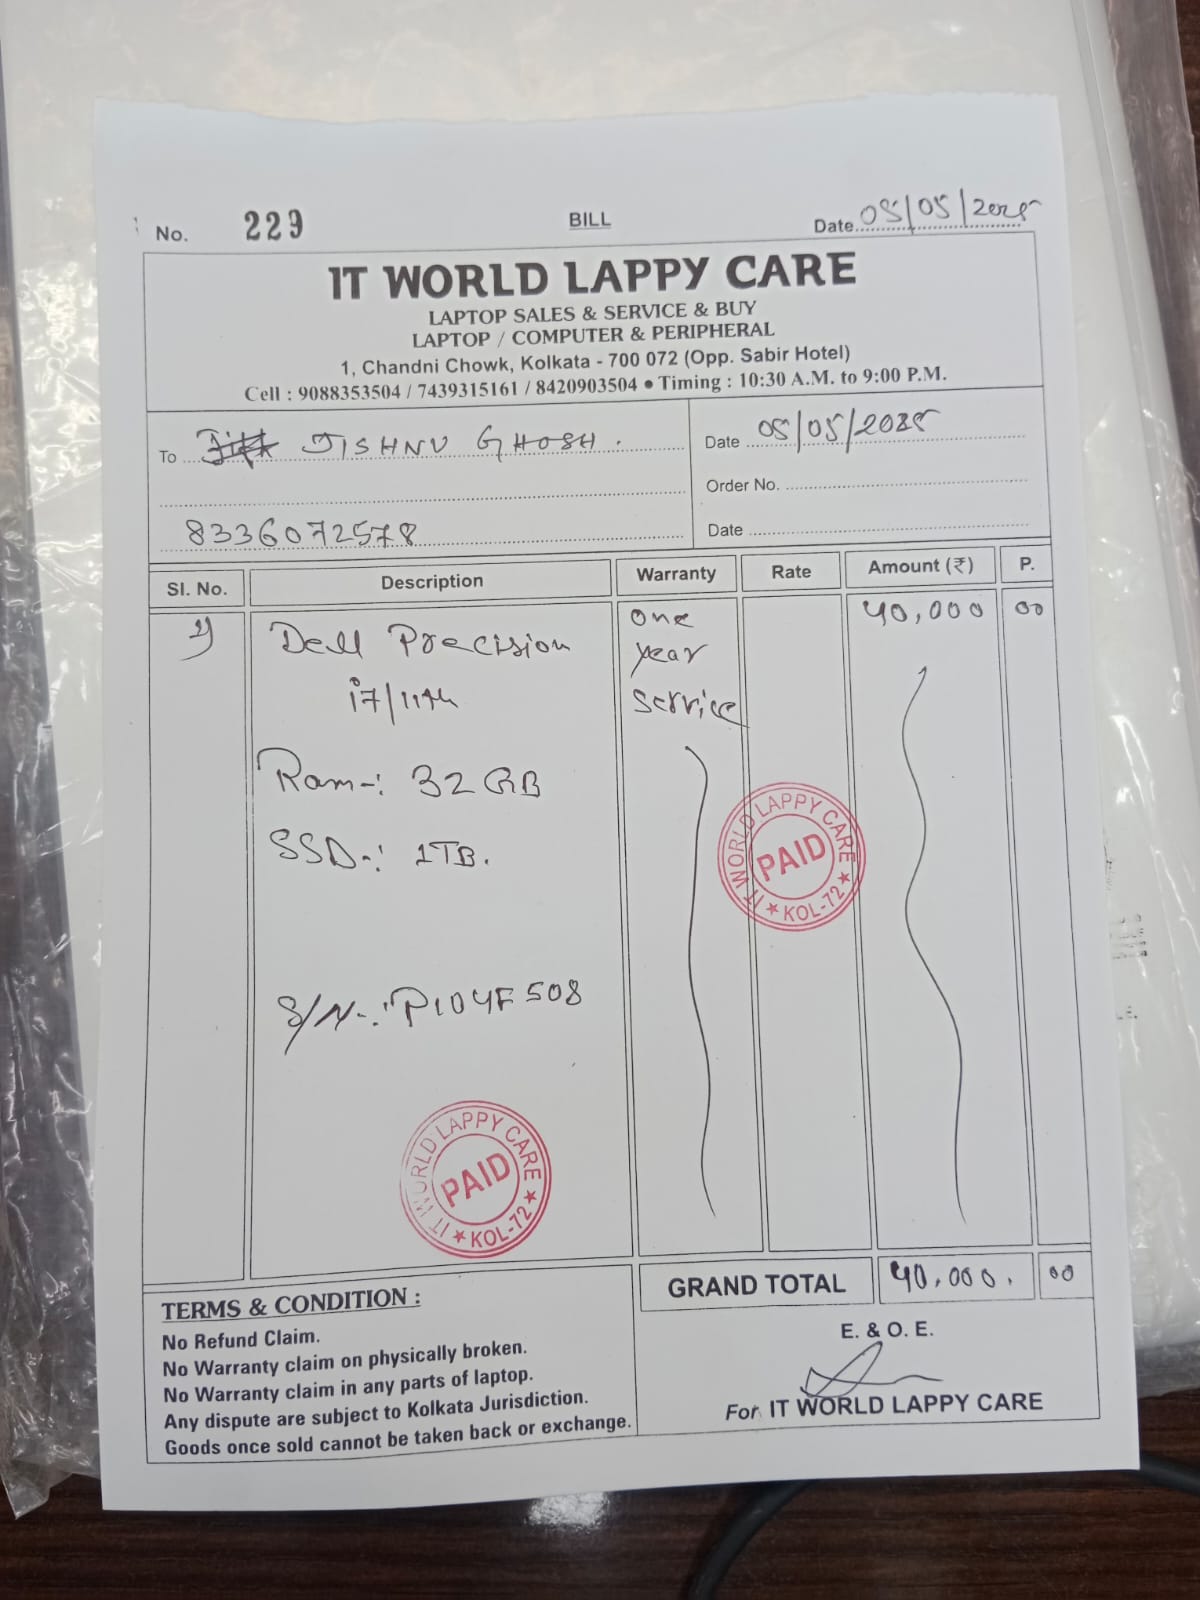 No. 229
BILL
Date 05/05/2025
IT WORLD LAPPY CARE
LAPTOP SALES & SERVICE & BUY
LAPTOP / COMPUTER & PERIPHERAL
1, Chandni Chowk, Kolkata - 700 072 (Opp. Sabir Hotel)
Cell : 9088353504 / 7439315161 / 8420903504 ● Timing : 10:30 A.M. to 9:00 P.M.
To JISHNU GHOSH.
8336072578
Date 05/05/2025
Order No.
Date
Sl. No. Description Warranty Rate Amount (₹) P.
1) Dell Precision One 40,000 00
i7/11th year
service
Ram-: 32 GB
SSD-: 1TB.
S/N-: P104F508
IT WORLD LAPPY CARE
PAID
★ KOL-72 ★
IT WORLD LAPPY CARE
PAID
★ KOL-72 ★
GRAND TOTAL 40,000. 00
TERMS & CONDITION :
No Refund Claim.
No Warranty claim on physically broken.
No Warranty claim in any parts of laptop.
Any dispute are subject to Kolkata Jurisdiction.
Goods once sold cannot be taken back or exchange.
E. & O. E.
For IT WORLD LAPPY CARE